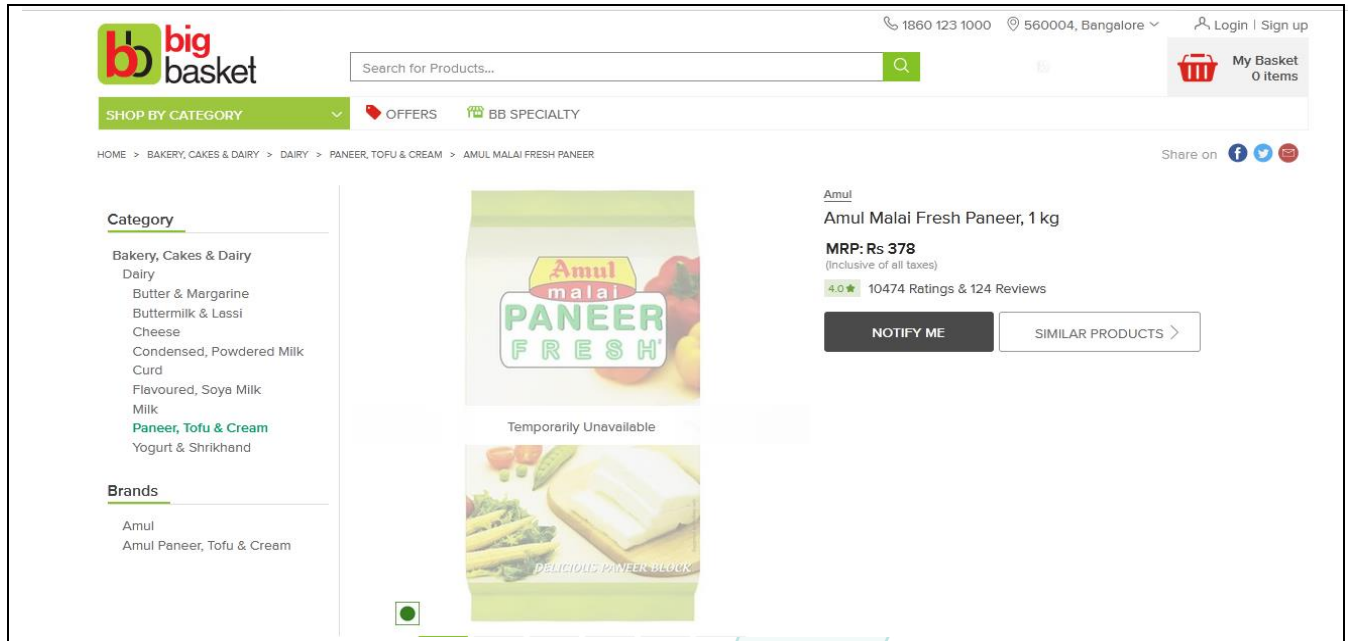 1860 123 1000 560004, Bangalore Login | Sign up
bb big basket
Search for Products...
My Basket
0 items
SHOP BY CATEGORY OFFERS BB SPECIALTY
HOME > BAKERY, CAKES & DAIRY > DAIRY > PANEER, TOFU & CREAM > AMUL MALAI FRESH PANEER
Share on
Category
Bakery, Cakes & Dairy
Dairy
Butter & Margarine
Buttermilk & Lassi
Cheese
Condensed, Powdered Milk
Curd
Flavoured, Soya Milk
Milk
Paneer, Tofu & Cream
Yogurt & Shrikhand
Brands
Amul
Amul Paneer, Tofu & Cream
Amul
malai
PANEER
FRESH
Temporarily Unavailable
DELICIOUS PANEER BLOCK
Amul
Amul Malai Fresh Paneer, 1 kg
MRP: Rs 378
(Inclusive of all taxes)
4.0★ 10474 Ratings & 124 Reviews
NOTIFY ME
SIMILAR PRODUCTS >